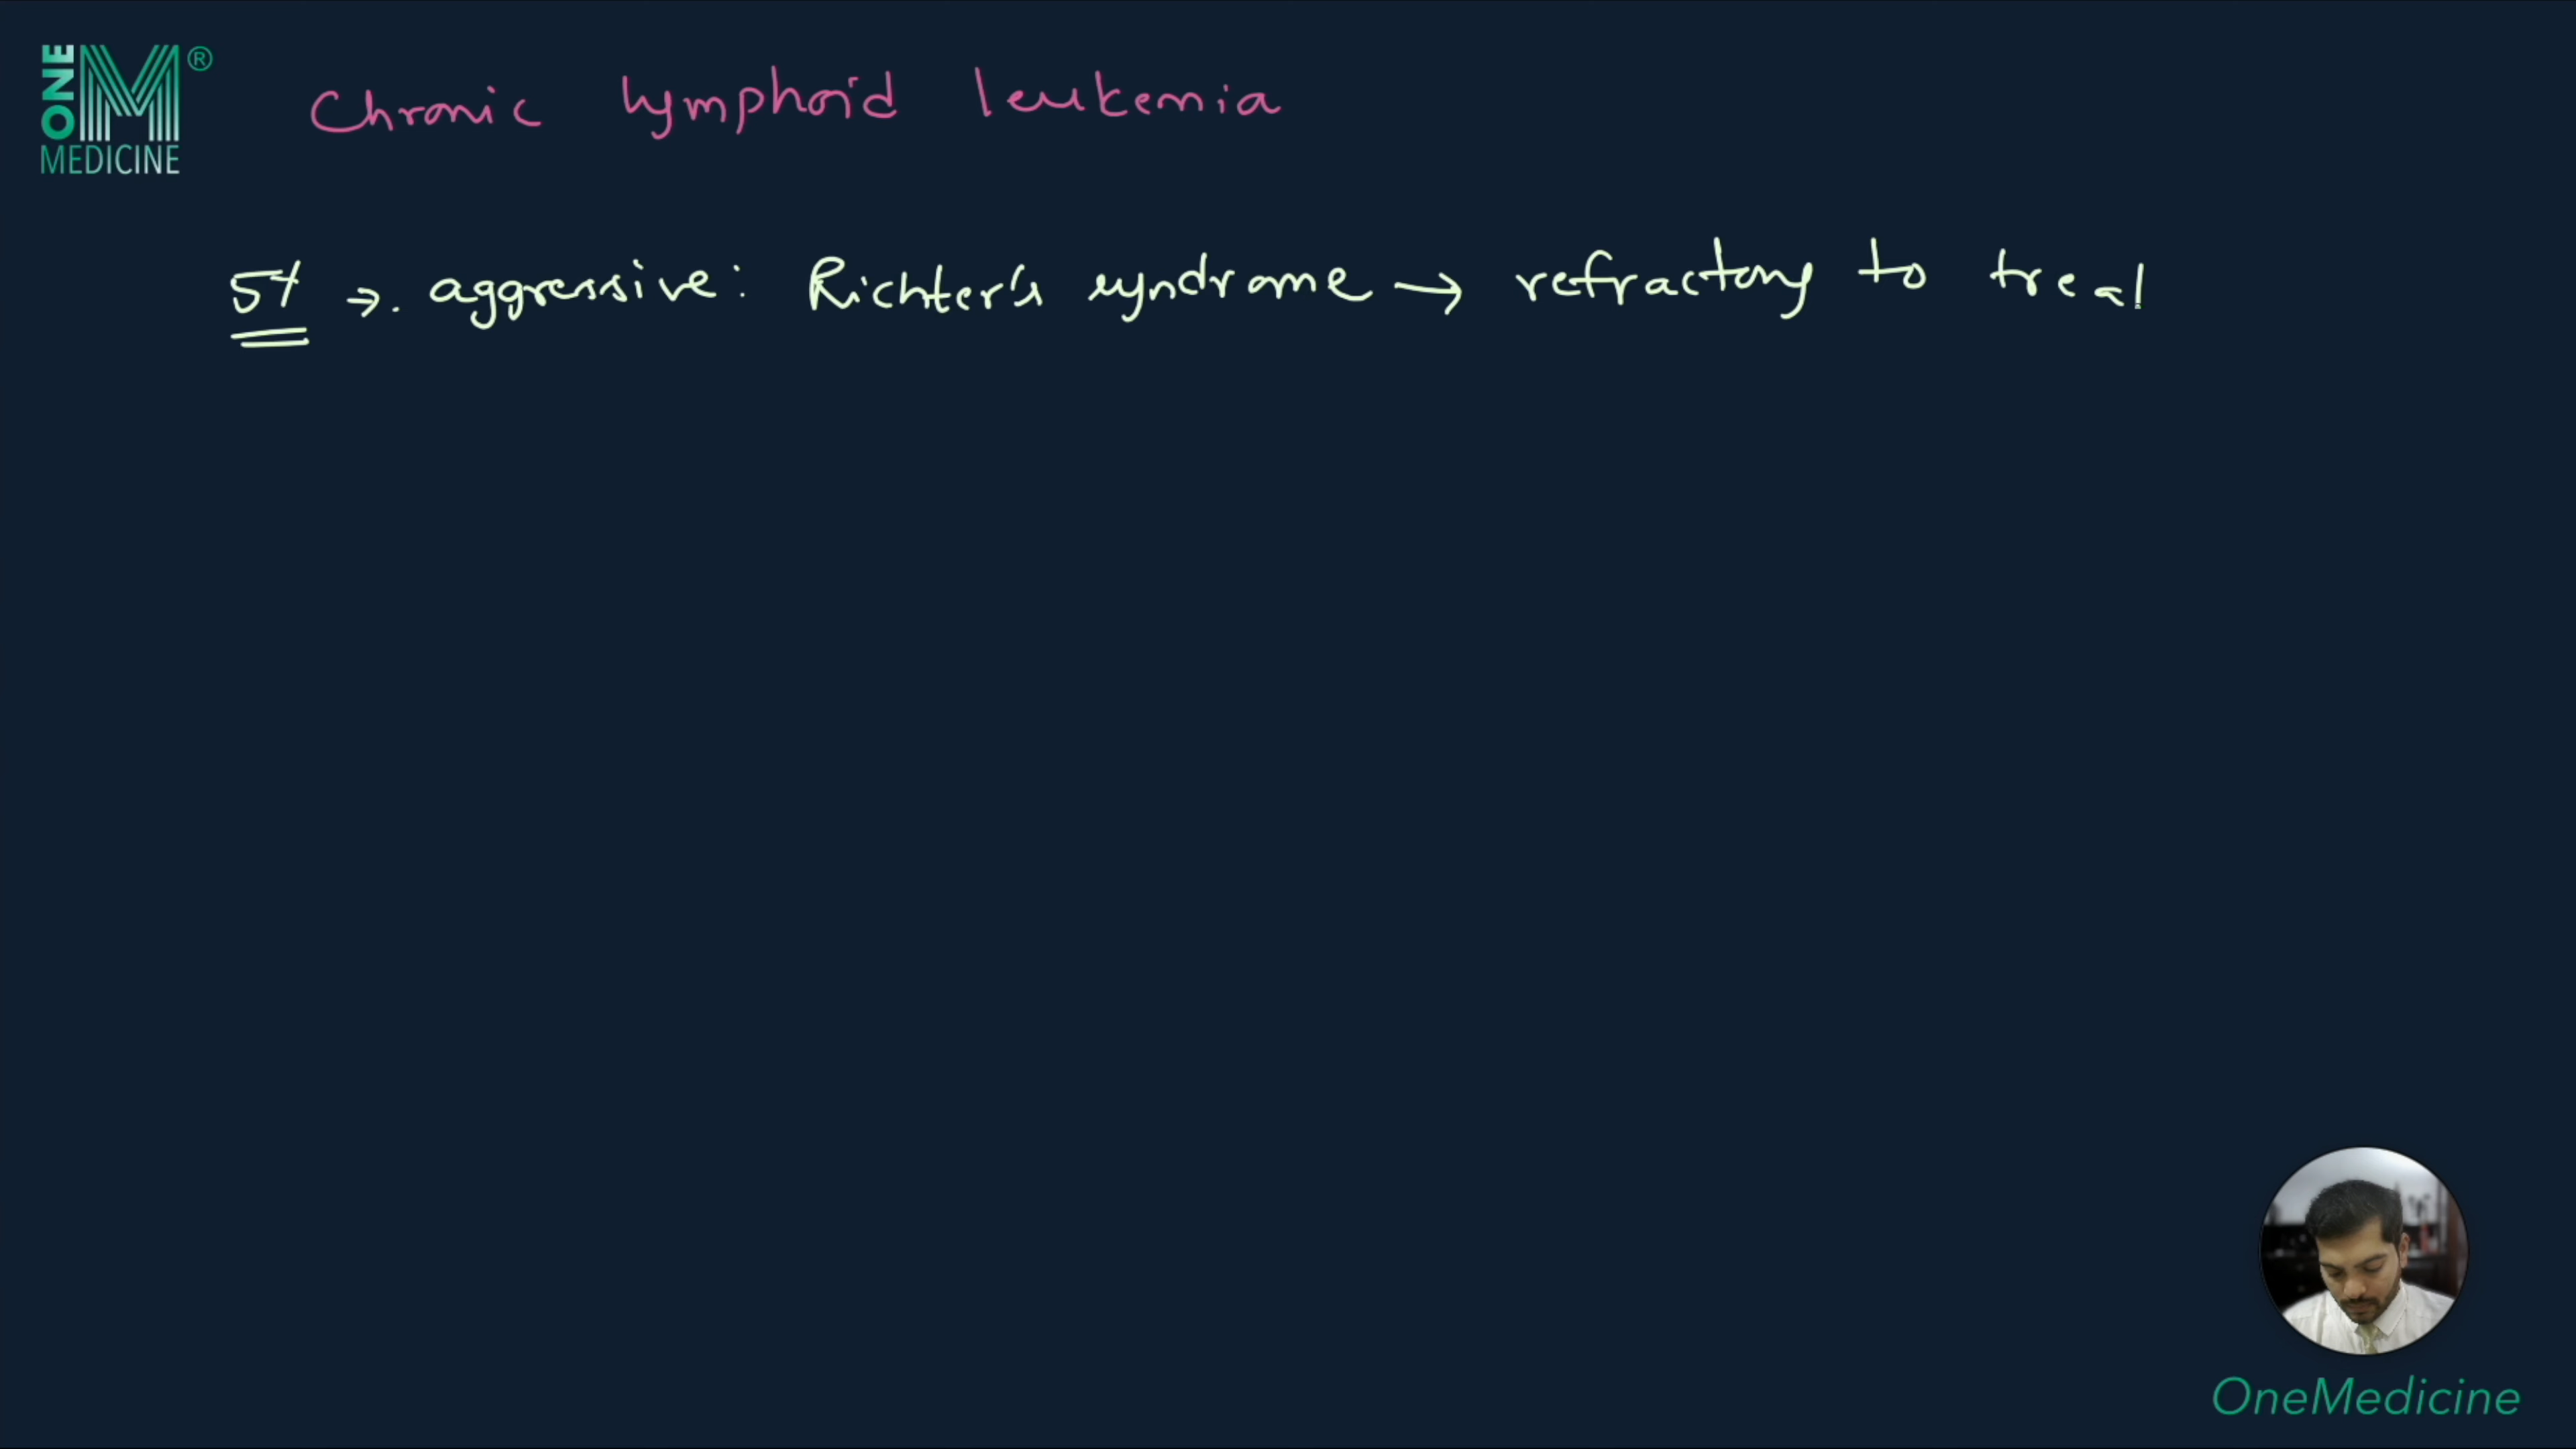 ONE M ®
MEDICINE
Chronic lymphoid leukemia
5% →. aggressive: Richter's syndrome → refractory to treat
OneMedicine